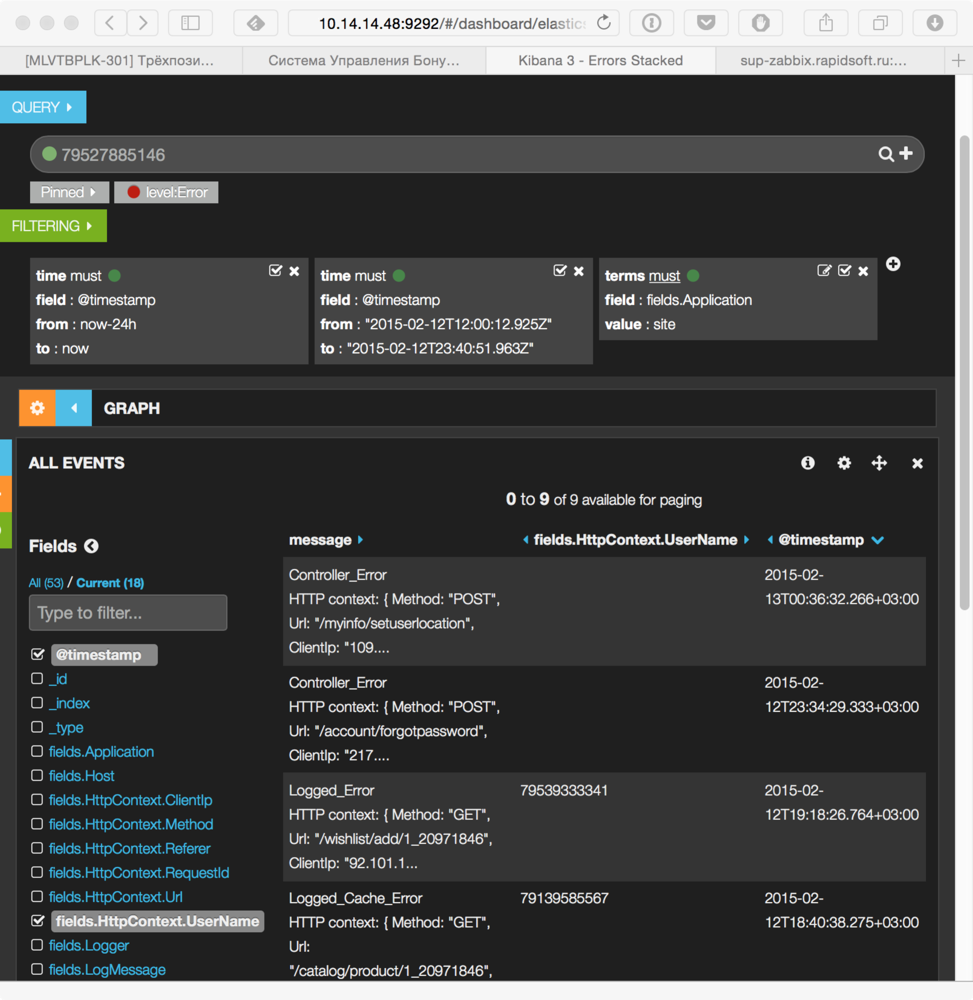 10.14.14.48:9292/#/dashboard/elastic
[MLVTBPLK-301] Трёхпози...
Система Управления Бону...
Kibana 3 - Errors Stacked
sup-zabbix.rapidsoft.ru:...
QUERY
79527885146
Pinned
level:Error
FILTERING
time must
field : @timestamp
from : now-24h
to : now
time must
field : @timestamp
from : "2015-02-12T12:00:12.925Z"
to : "2015-02-12T23:40:51.963Z"
terms must
field : fields.Application
value : site
GRAPH
ALL EVENTS
0 to 9 of 9 available for paging
Fields
All (53) / Current (18)
Type to filter...
@timestamp
_id
_index
_type
fields.Application
fields.Host
fields.HttpContext.ClientIp
fields.HttpContext.Method
fields.HttpContext.Referer
fields.HttpContext.RequestId
fields.HttpContext.Url
fields.HttpContext.UserName
fields.Logger
fields.LogMessage
message
fields.HttpContext.UserName
@timestamp
Controller_Error
HTTP context: { Method: "POST",
Url: "/myinfo/setuserlocation",
ClientIp: "109....
2015-02-
13T00:36:32.266+03:00
Controller_Error
HTTP context: { Method: "POST",
Url: "/account/forgotpassword",
ClientIp: "217....
2015-02-
12T23:34:29.333+03:00
Logged_Error
HTTP context: { Method: "GET",
Url: "/wishlist/add/1_20971846",
ClientIp: "92.101.1...
79539333341
2015-02-
12T19:18:26.764+03:00
Logged_Cache_Error
HTTP context: { Method: "GET",
Url:
"/catalog/product/1_20971846",
79139585567
2015-02-
12T18:40:38.275+03:00